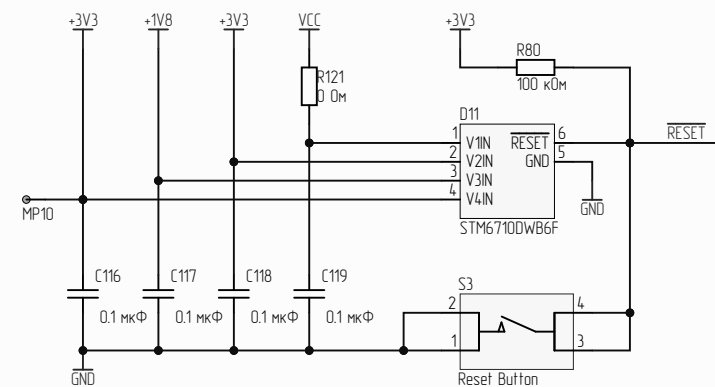 +3V3
+1V8
+3V3
VCC
+3V3
R121
0 Ом
R80
100 кОм
D11
1
V1IN
RESET
6
RESET
2
V2IN
GND
5
3
V3IN
4
V4IN
MP10
GND
STM6710DWB6F
C116
C117
C118
C119
0.1 мкФ
0.1 мкФ
0.1 мкФ
0.1 мкФ
S3
2
4
1
3
GND
Reset Button